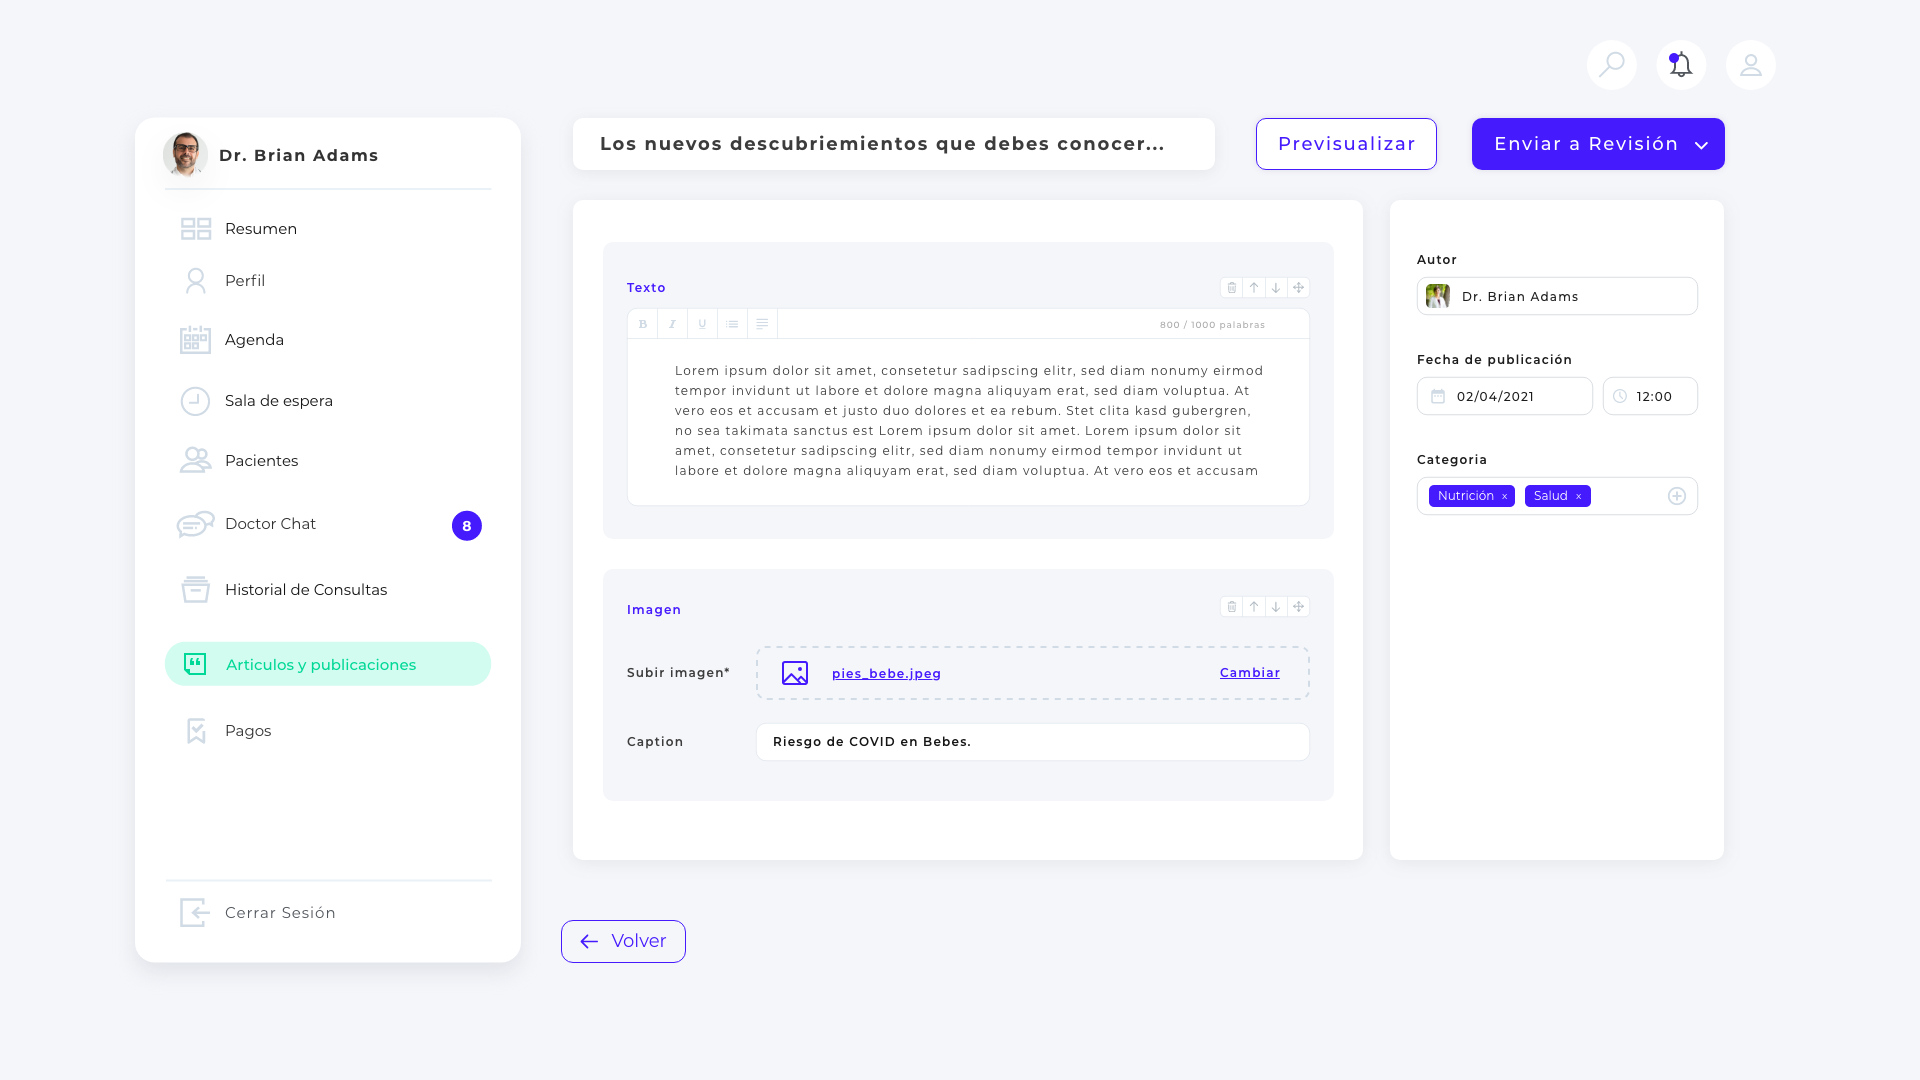 Dr. Brian Adams
Resumen
Perfil
Agenda
Sala de espera
Pacientes
Doctor Chat
8
Historial de Consultas
Articulos y publicaciones
Pagos
Cerrar Sesión
Los nuevos descubriemientos que debes conocer...
Previsualizar
Enviar a Revisión
Texto
B I U
800 / 1000 palabras
Lorem ipsum dolor sit amet, consetetur sadipscing elitr, sed diam nonumy eirmod
tempor invidunt ut labore et dolore magna aliquyam erat, sed diam voluptua. At
vero eos et accusam et justo duo dolores et ea rebum. Stet clita kasd gubergren,
no sea takimata sanctus est Lorem ipsum dolor sit amet. Lorem ipsum dolor sit
amet, consetetur sadipscing elitr, sed diam nonumy eirmod tempor invidunt ut
labore et dolore magna aliquyam erat, sed diam voluptua. At vero eos et accusam
Imagen
Subir imagen*
pies_bebe.jpeg
Cambiar
Caption
Riesgo de COVID en Bebes.
Autor
Dr. Brian Adams
Fecha de publicación
02/04/2021
12:00
Categoria
Nutrición x
Salud x
Volver